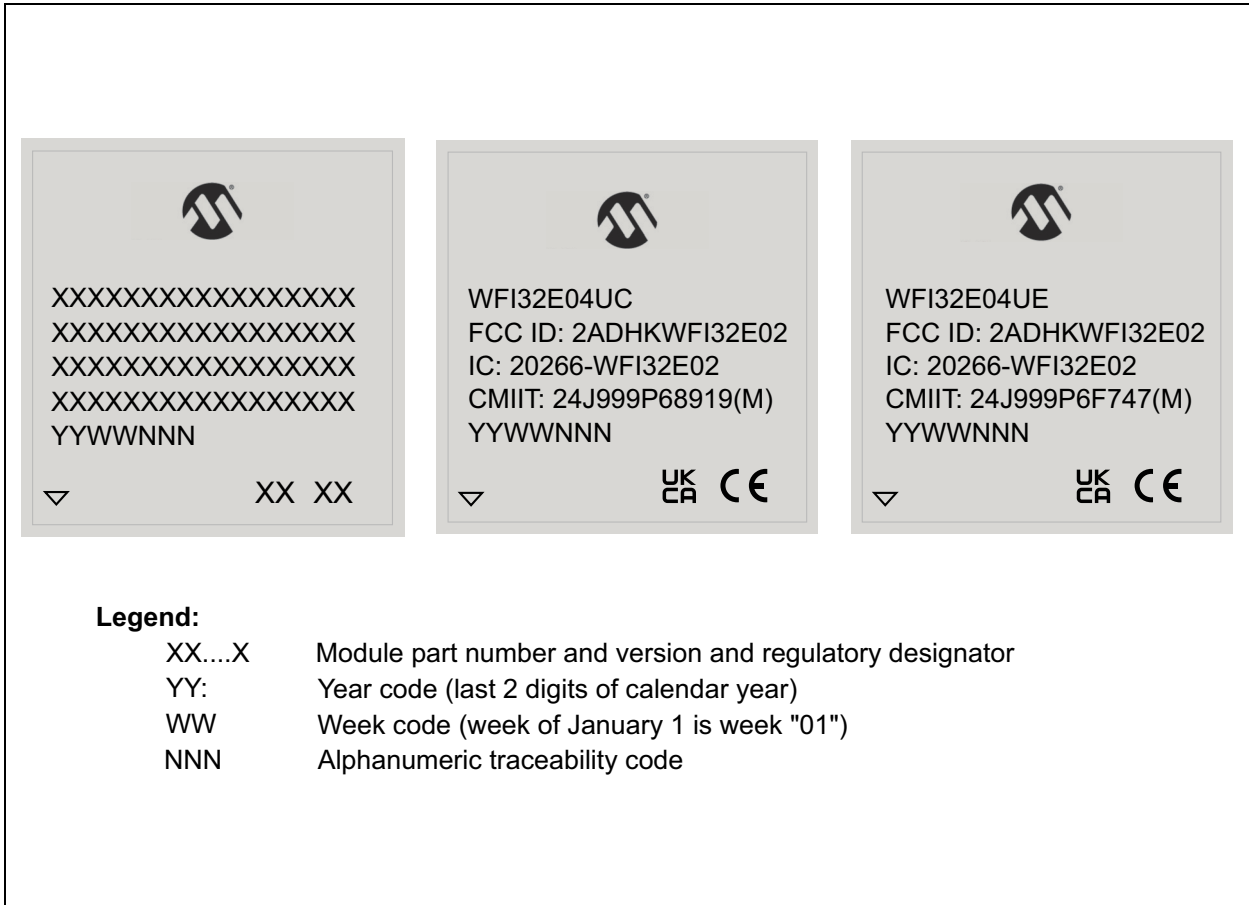 XXXXXXXXXXXXXXXXX
XXXXXXXXXXXXXXXXX
XXXXXXXXXXXXXXXXX
XXXXXXXXXXXXXXXXX
YYWWNNN
XX XX
WFI32E04UC
FCC ID: 2ADHKWFI32E02
IC: 20266-WFI32E02
CMIIT: 24J999P68919(M)
YYWWNNN
UK
CA CE
WFI32E04UE
FCC ID: 2ADHKWFI32E02
IC: 20266-WFI32E02
CMIIT: 24J999P6F747(M)
YYWWNNN
UK
CA CE
Legend:
XX....X Module part number and version and regulatory designator
YY: Year code (last 2 digits of calendar year)
WW Week code (week of January 1 is week "01")
NNN Alphanumeric traceability code